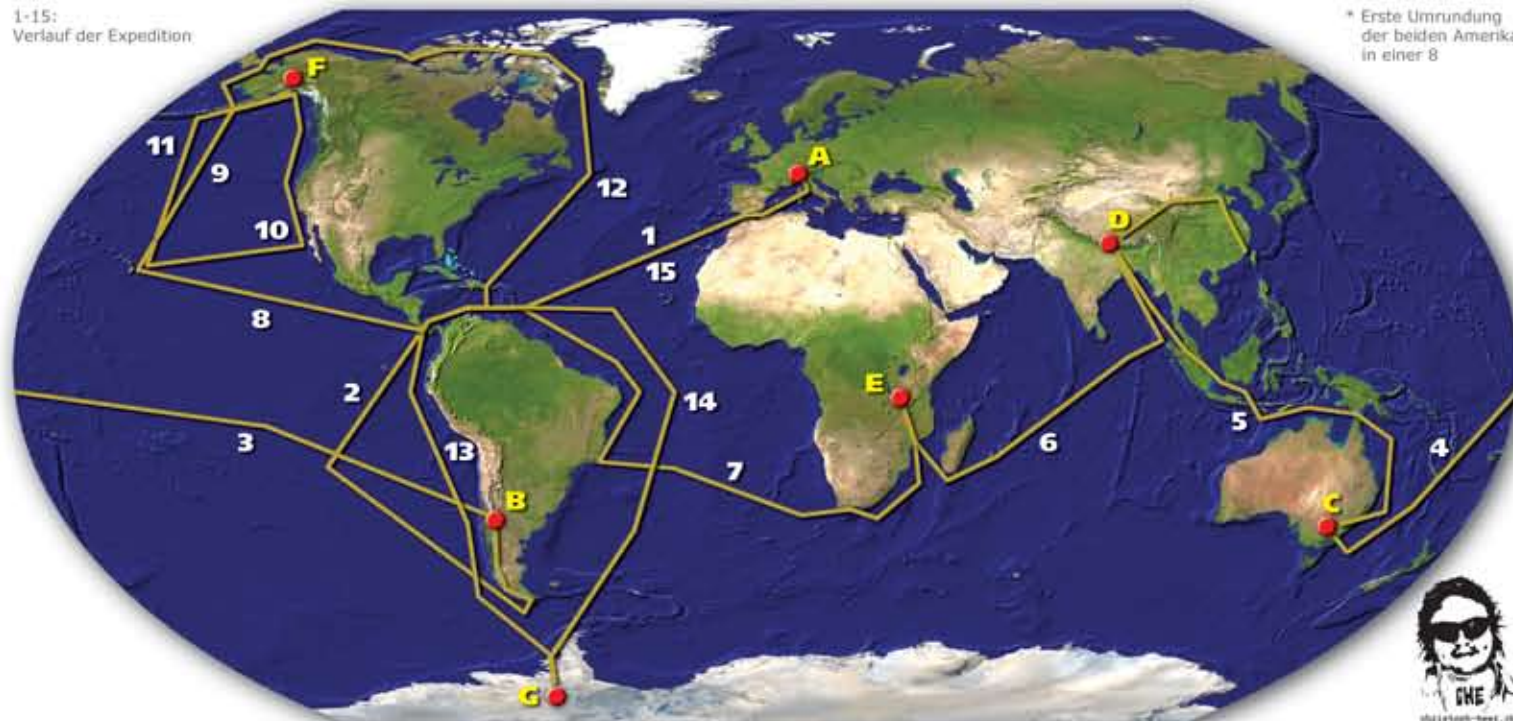 1-15:
Verlauf der Expedition
* Erste Umrundung
der beiden Amerika
in einer 8
F
11
9
12
A
10
1
15
D
8
2
14
E
3
13
7
6
5
4
B
C
G
CHE